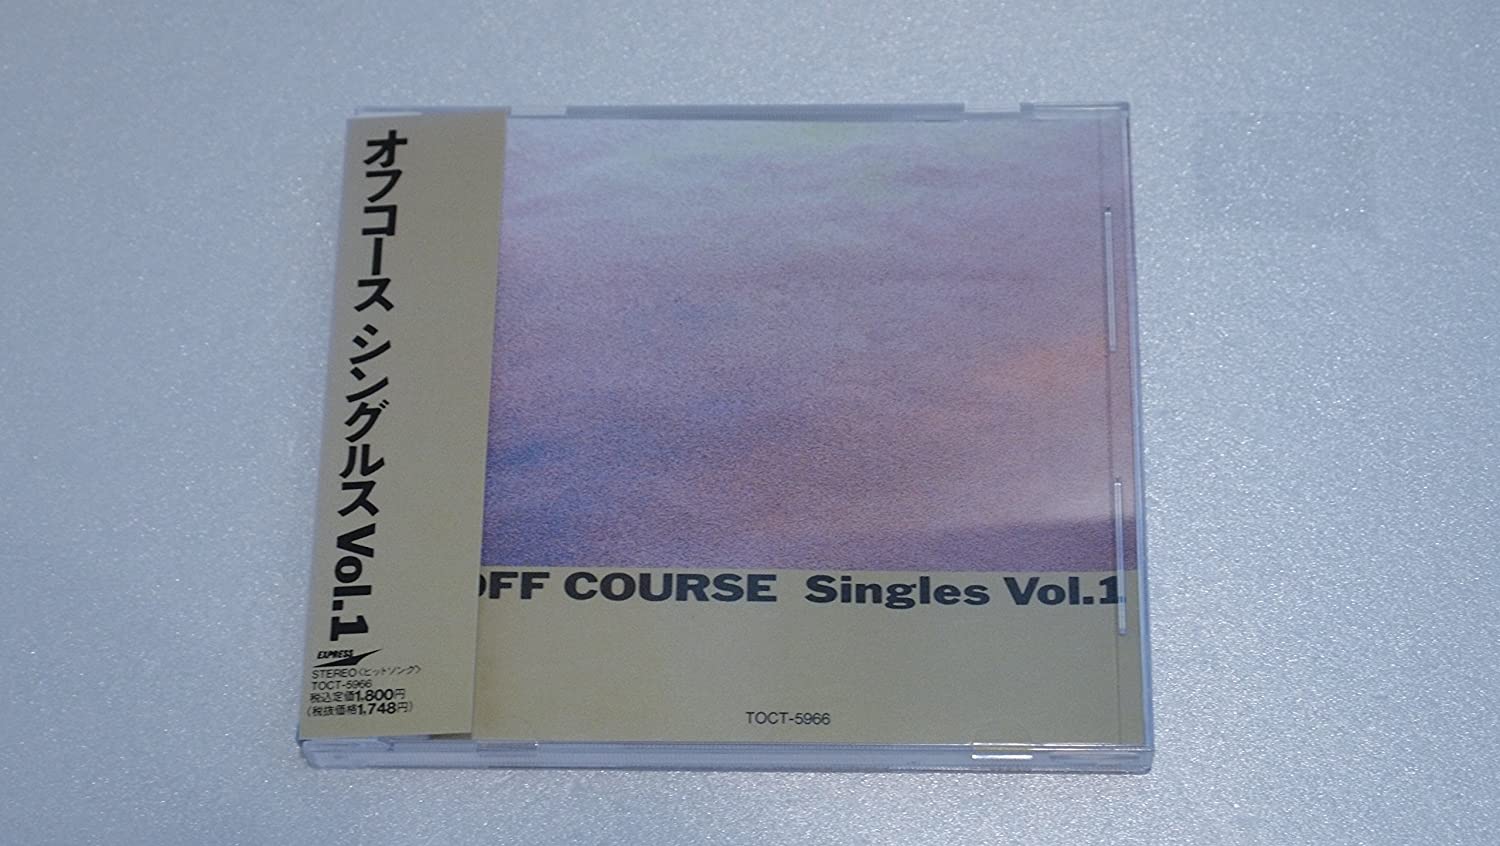 オフコース シングルス Vol.1
EXPRESS
STEREO〈ヒットソング〉
TOCT-5966
税込定価1,800円
(税抜価格1,748円)
OFF COURSE Singles Vol.1
TOCT-5966